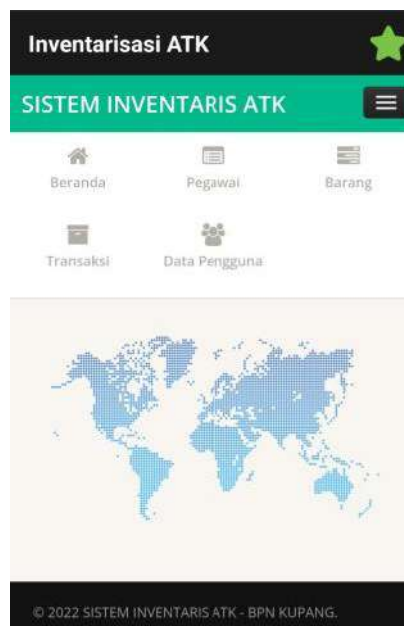 Inventarisasi ATK
SISTEM INVENTARIS ATK
Beranda
Pegawai
Barang
Transaksi
Data Pengguna
© 2022 SISTEM INVENTARIS ATK - BPN KUPANG.